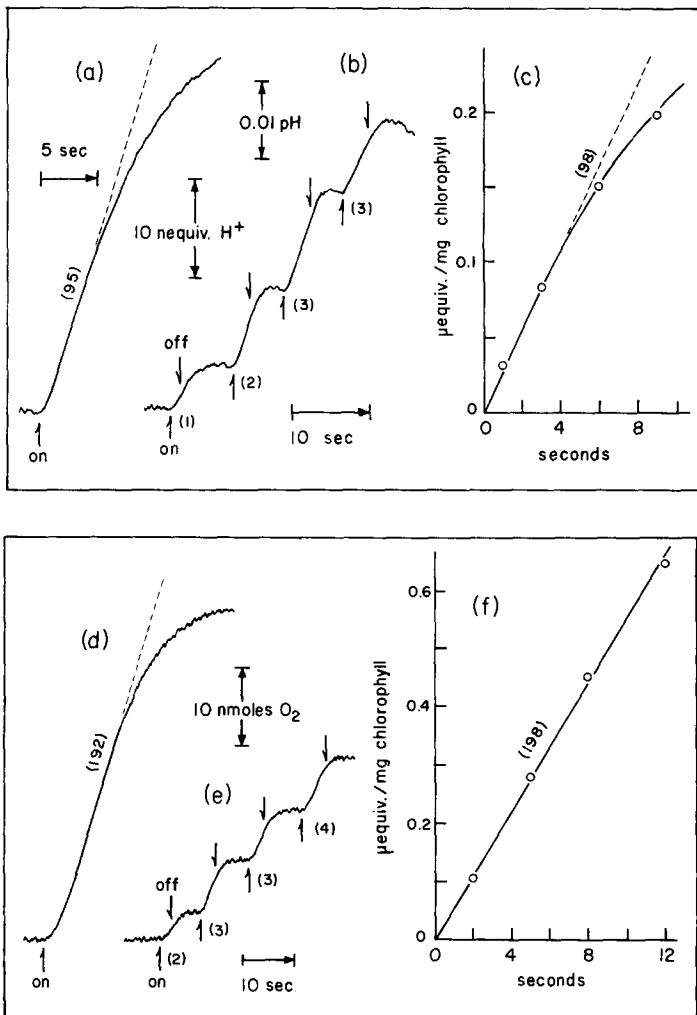 (a)
(b)
(c)
5 sec
0.01 pH
10 nequiv. H⁺
(95)
on
off
(1)
on
(2)
(3)
(3)
10 sec
μequiv./mg chlorophyll
0.2
0.1
0
(98)
0 4 8
seconds
(d)
(e)
(f)
10 nmoles O₂
(192)
on
off
(2)
on
(3)
(3)
(4)
10 sec.
μequiv./mg chlorophyll
0.6
0.4
0.2
0
(198)
0 4 8 12
seconds